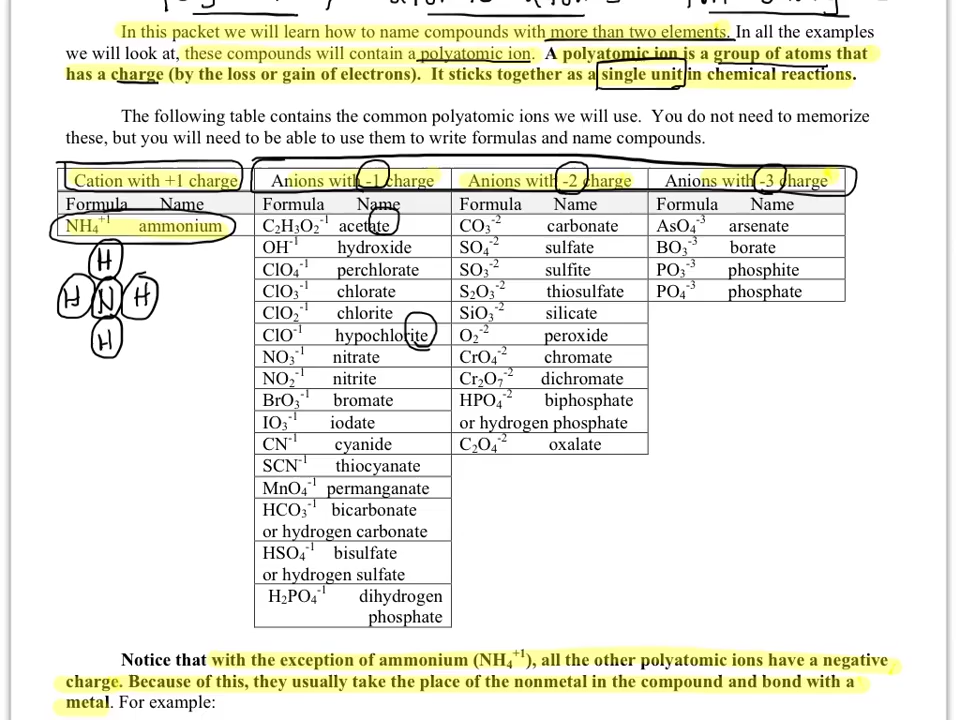 In this packet we will learn how to name compounds with more than two elements. In all the examples
we will look at, these compounds will contain a polyatomic ion. A polyatomic ion is a group of atoms that
has a charge (by the loss or gain of electrons). It sticks together as a single unit in chemical reactions.
The following table contains the common polyatomic ions we will use. You do not need to memorize
these, but you will need to be able to use them to write formulas and name compounds.
Cation with +1 charge Anions with -1 charge Anions with -2 charge Anions with -3 charge
Formula Name Formula Name Formula Name Formula Name
NH₄⁺¹ ammonium C₂H₃O₂⁻¹ acetate CO₃⁻² carbonate AsO₄⁻³ arsenate
OH⁻¹ hydroxide SO₄⁻² sulfate BO₃⁻³ borate
H
ClO₄⁻¹ perchlorate SO₃⁻² sulfite PO₃⁻³ phosphite
H N H ClO₃⁻¹ chlorate S₂O₃⁻² thiosulfate PO₄⁻³ phosphate
ClO₂⁻¹ chlorite SiO₃⁻² silicate
H ClO⁻¹ hypochlorite O₂⁻² peroxide
NO₃⁻¹ nitrate CrO₄⁻² chromate
NO₂⁻¹ nitrite Cr₂O₇⁻² dichromate
BrO₃⁻¹ bromate HPO₄⁻² biphosphate
IO₃⁻¹ iodate or hydrogen phosphate
CN⁻¹ cyanide C₂O₄⁻² oxalate
SCN⁻¹ thiocyanate
MnO₄⁻¹ permanganate
HCO₃⁻¹ bicarbonate
or hydrogen carbonate
HSO₄⁻¹ bisulfate
or hydrogen sulfate
H₂PO₄⁻¹ dihydrogen
phosphate
Notice that with the exception of ammonium (NH₄⁺¹), all the other polyatomic ions have a negative
charge. Because of this, they usually take the place of the nonmetal in the compound and bond with a
metal. For example: